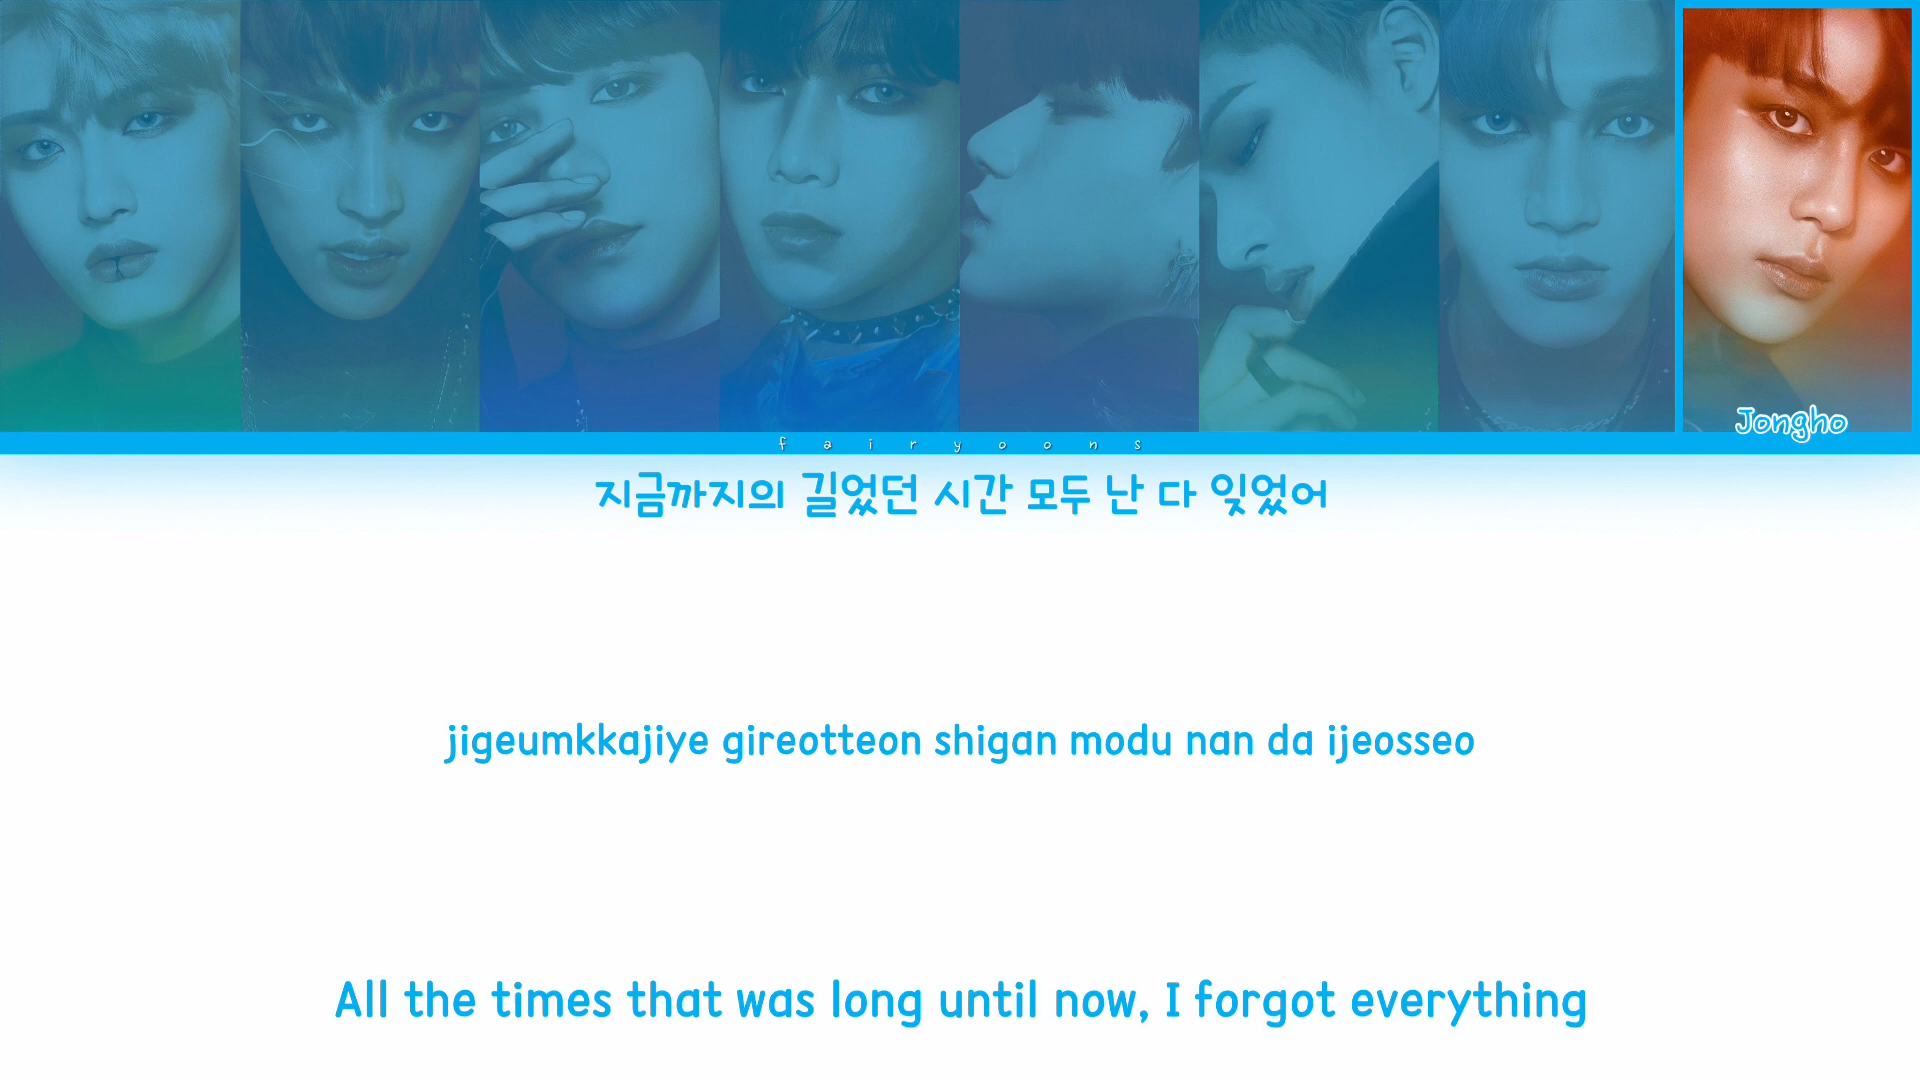 Jongho
fairyoons
지금까지의 길었던 시간 모두 난 다 잊었어
jigeumkkajiye gireotteon shigan modu nan da ijeosseo
All the times that was long until now, I forgot everything